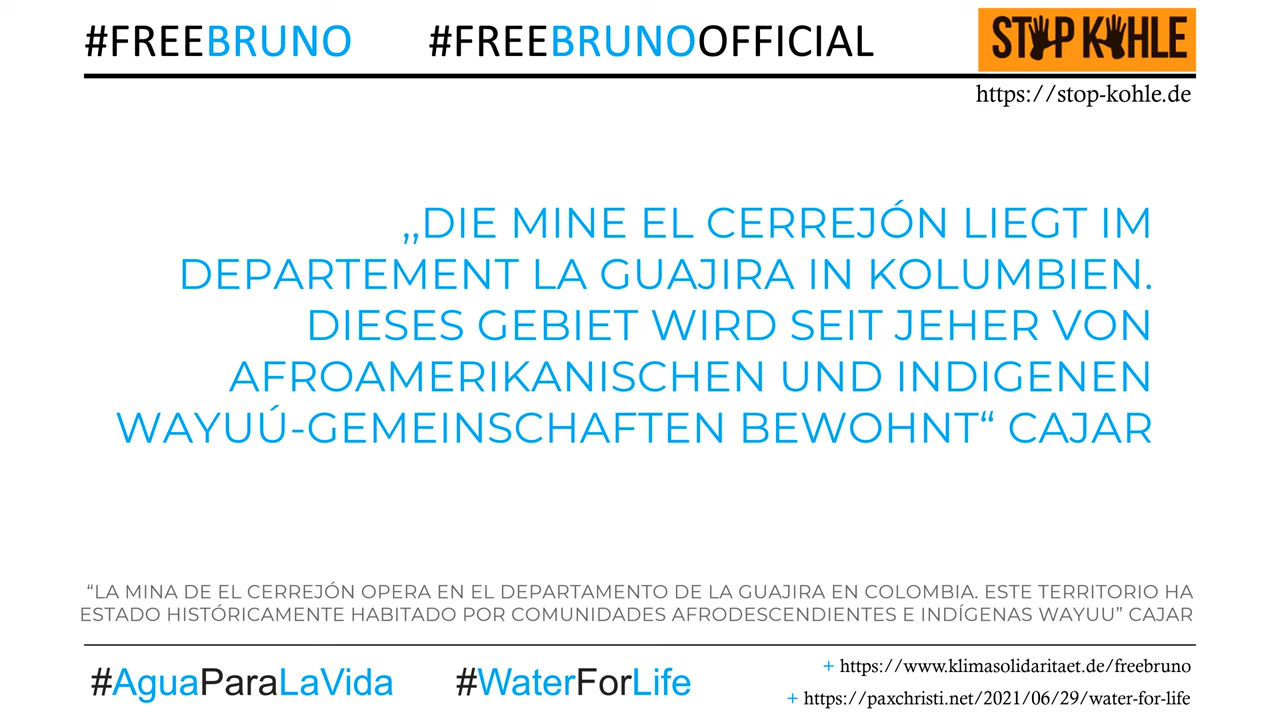 #FREEBRUNO #FREEBRUNOOFFICIAL STOP KOHLE
https://stop-kohle.de
„DIE MINE EL CERREJÓN LIEGT IM
DEPARTEMENT LA GUAJIRA IN KOLUMBIEN.
DIESES GEBIET WIRD SEIT JEHER VON
AFROAMERIKANISCHEN UND INDIGENEN
WAYUÚ-GEMEINSCHAFTEN BEWOHNT“ CAJAR
“LA MINA DE EL CERREJÓN OPERA EN EL DEPARTAMENTO DE LA GUAJIRA EN COLOMBIA. ESTE TERRITORIO HA
ESTADO HISTÓRICAMENTE HABITADO POR COMUNIDADES AFRODESCENDIENTES E INDÍGENAS WAYUU” CAJAR
#AguaParaLaVida #WaterForLife
+ https://www.klimasolidaritaet.de/freebruno
+ https://paxchristi.net/2021/06/29/water-for-life